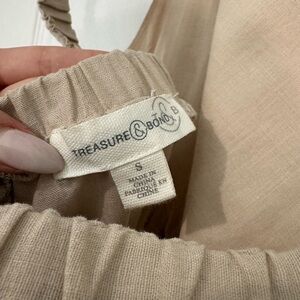 TREASURE & BOND
S
MADE IN
CHINA
FABRIQUÉ EN
CHINE